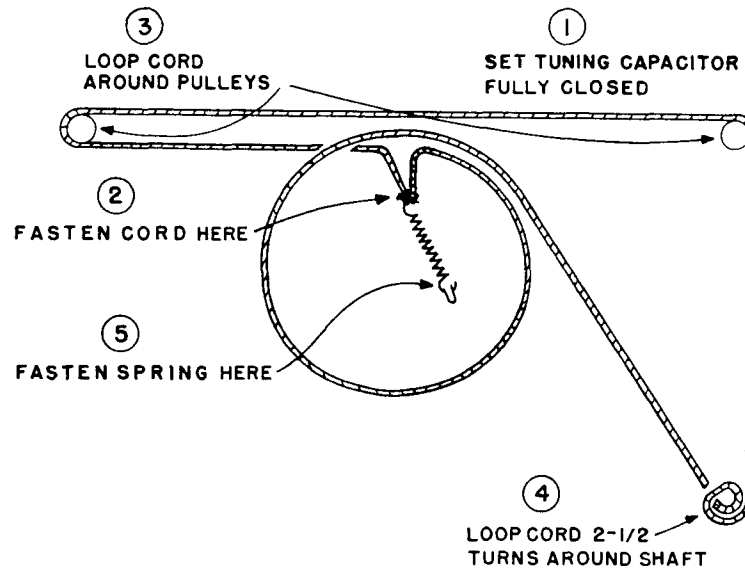 1
SET TUNING CAPACITOR
FULLY CLOSED
2
FASTEN CORD HERE
3
LOOP CORD
AROUND PULLEYS
4
LOOP CORD 2-1/2
TURNS AROUND SHAFT
5
FASTEN SPRING HERE